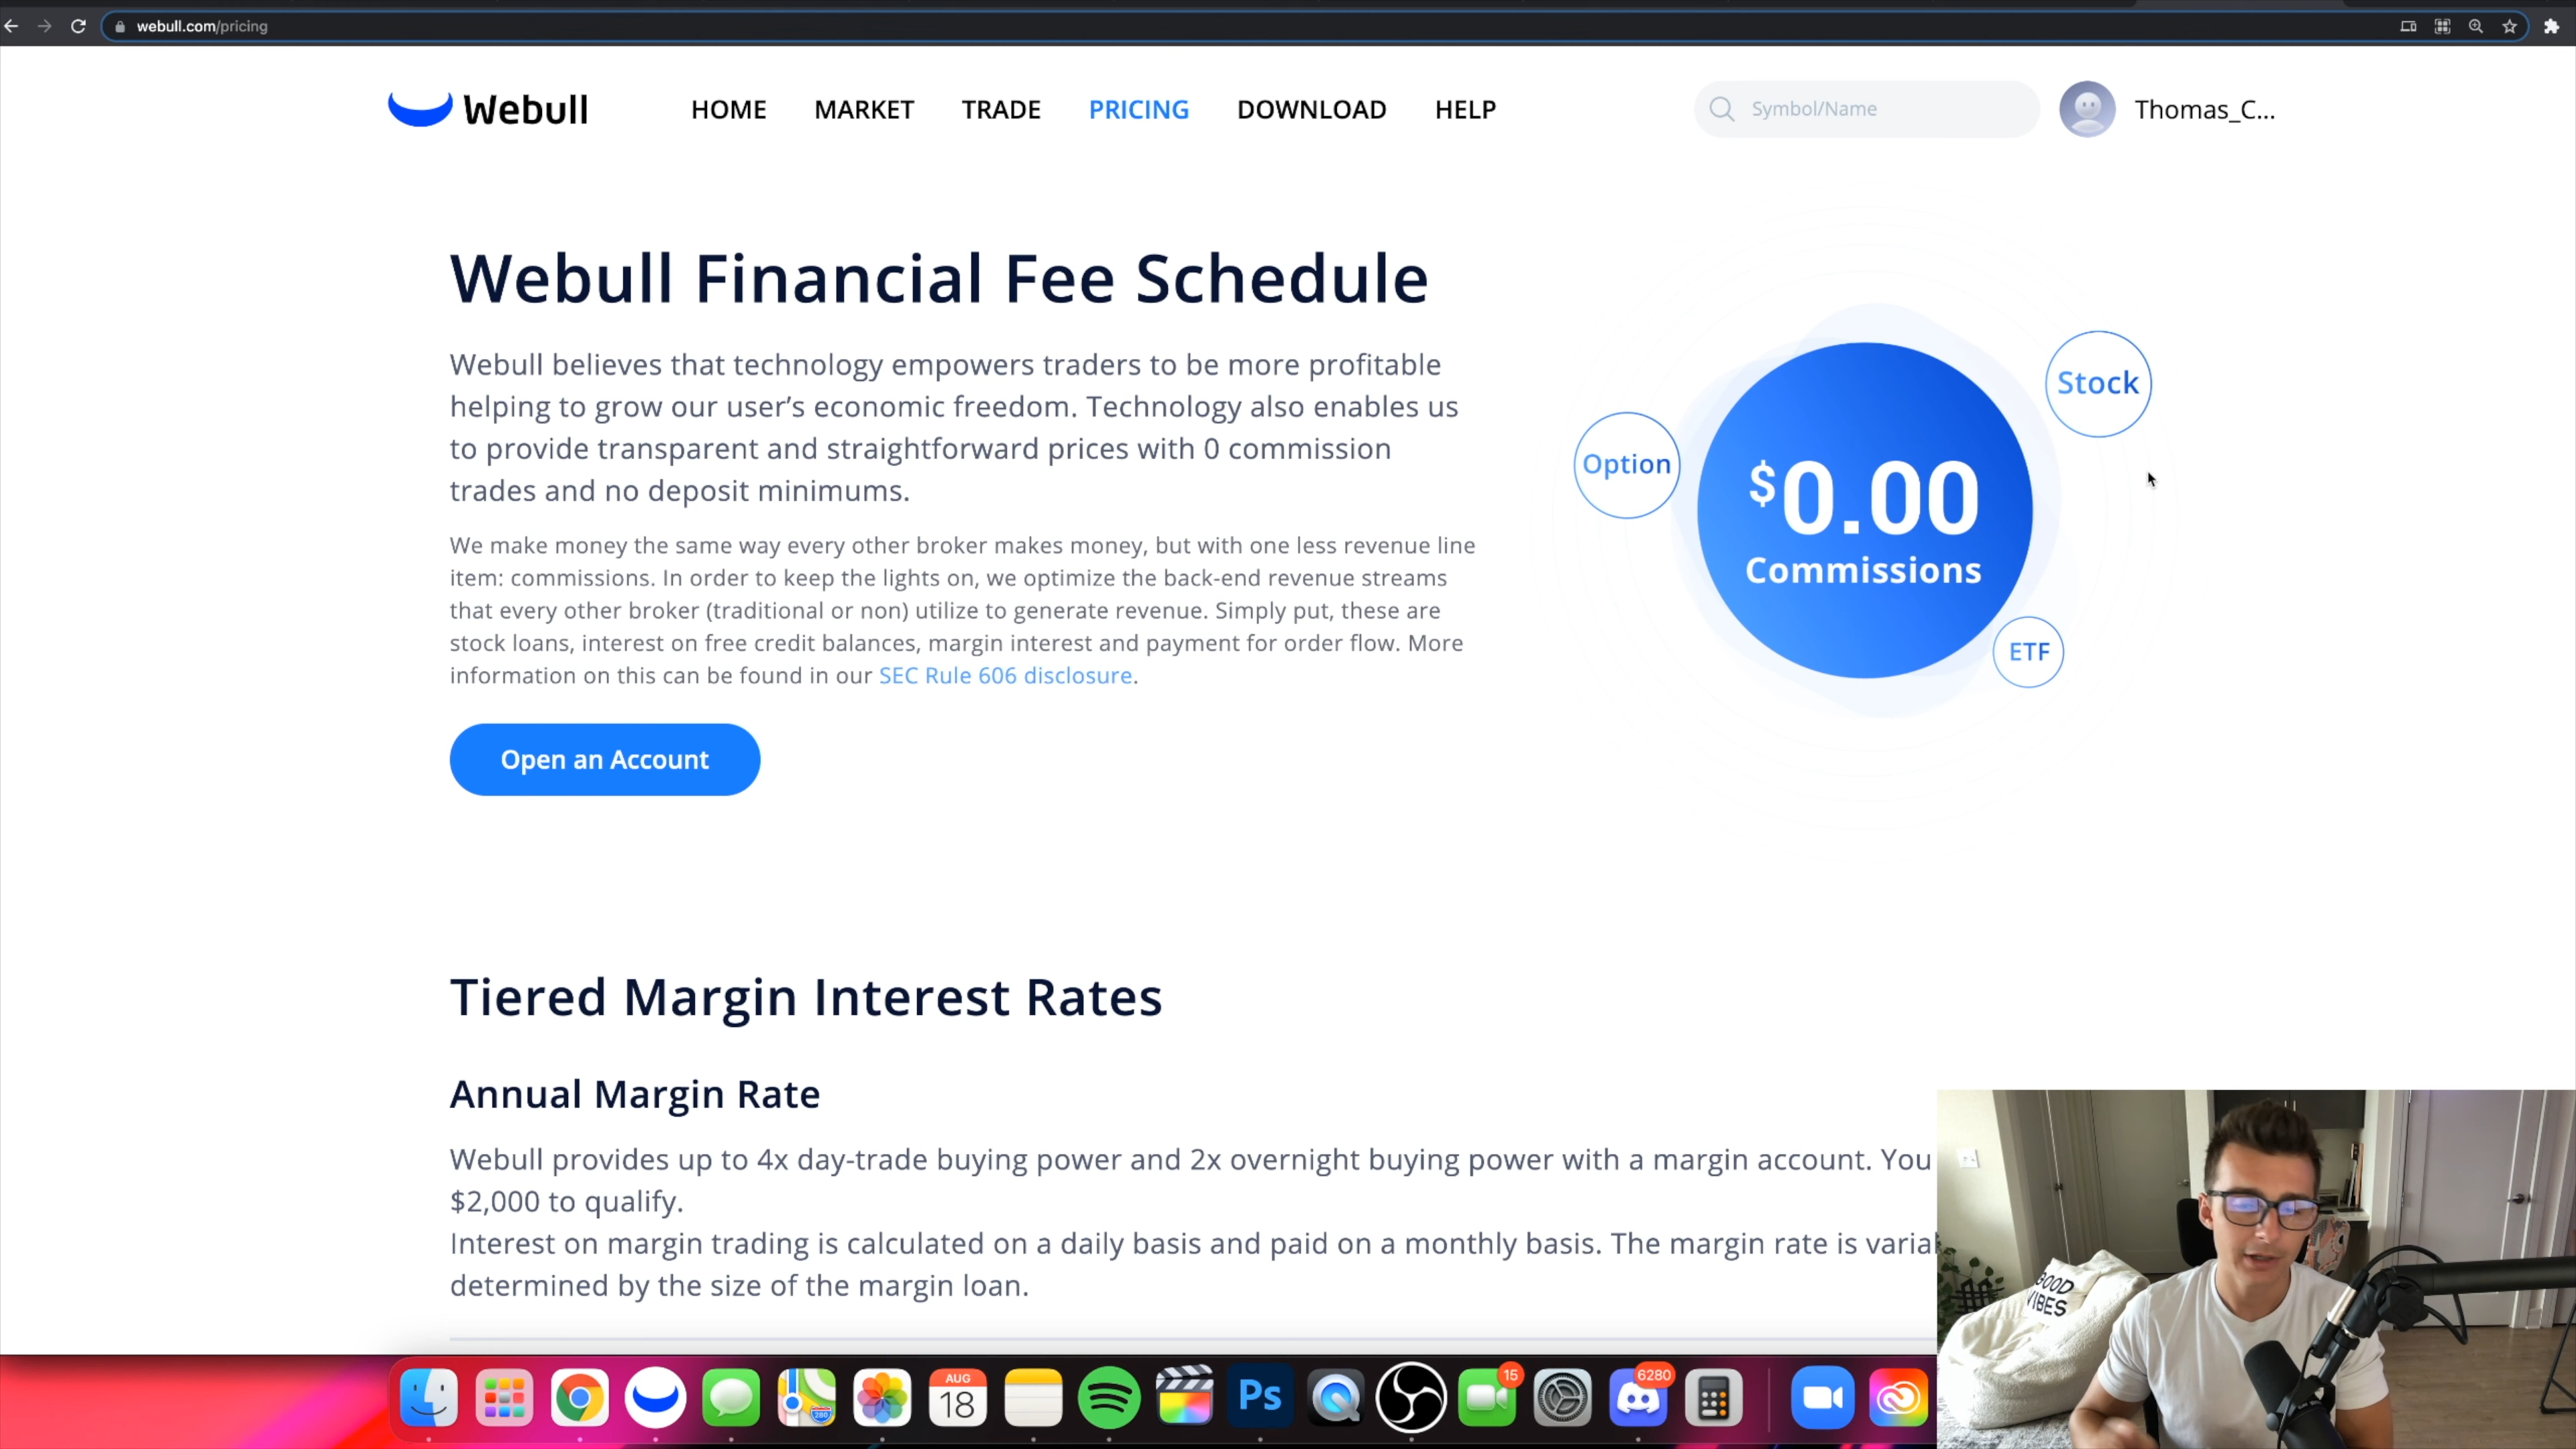 webull.com/pricing
Webull
HOME MARKET TRADE PRICING DOWNLOAD HELP
Symbol/Name
Thomas_C...
Webull Financial Fee Schedule
Webull believes that technology empowers traders to be more profitable
helping to grow our user’s economic freedom. Technology also enables us
to provide transparent and straightforward prices with 0 commission
trades and no deposit minimums.
We make money the same way every other broker makes money, but with one less revenue line
item: commissions. In order to keep the lights on, we optimize the back-end revenue streams
that every other broker (traditional or non) utilize to generate revenue. Simply put, these are
stock loans, interest on free credit balances, margin interest and payment for order flow. More
information on this can be found in our SEC Rule 606 disclosure.
Open an Account
Stock
Option
$0.00
Commissions
ETF
Tiered Margin Interest Rates
Annual Margin Rate
Webull provides up to 4x day-trade buying power and 2x overnight buying power with a margin account. You
$2,000 to qualify.
Interest on margin trading is calculated on a daily basis and paid on a monthly basis. The margin rate is varia
determined by the size of the margin loan.
GOOD
VIBES
280
AUG
18
Ps
15
6280